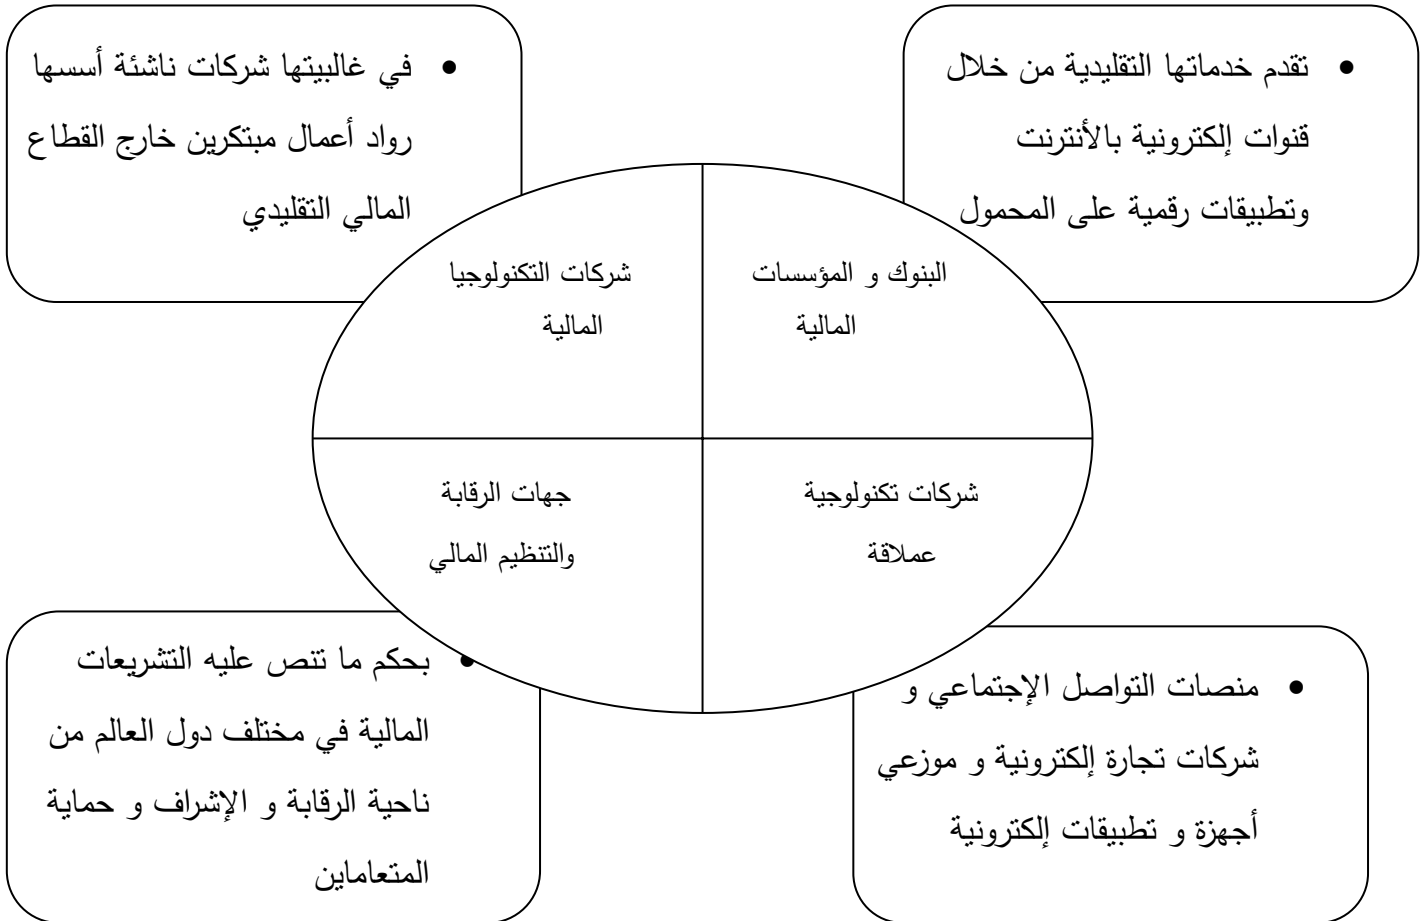 تقدم خدماتها التقليدية من خلال
قنوات إلكترونية بالأنترنت
وتطبيقات رقمية على المحمول
في غالبيتها شركات ناشئة أسسها
رواد أعمال مبتكرين خارج القطاع
المالي التقليدي
البنوك و المؤسسات
المالية
شركات التكنولوجيا
المالية
شركات تكنولوجية
عملاقة
جهات الرقابة
والتنظيم المالي
منصات التواصل الإجتماعي و
شركات تجارة إلكترونية و موزعي
أجهزة و تطبيقات إلكترونية
بحكم ما تنص عليه التشريعات
المالية في مختلف دول العالم من
ناحية الرقابة و الإشراف و حماية
المتعاماين